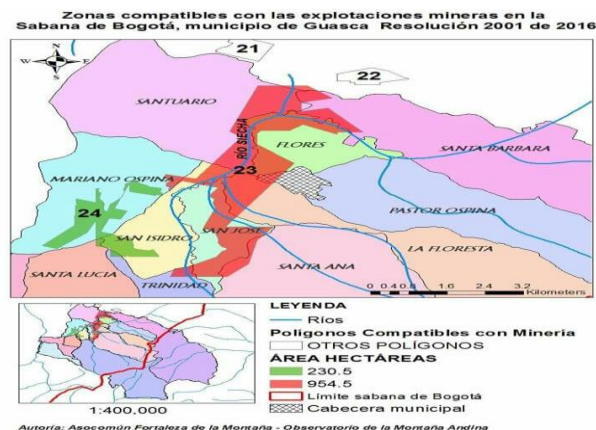 Zonas compatibles con las explotaciones mineras en la
Sabana de Bogotá, municipio de Guasca Resolución 2001 de 2016
21
22
N
W E
S
SANTUARIO
RÍO SIECHA
FLORES
SANTA BARBARA
MARIANO OSPINA
23
24
PASTOR OSPINA
SAN ISIDRO
SAN JOSE
LA FLORESTA
SANTA LUCIA
TRINIDAD
SANTA ANA
0 0.4 0.8 1.6 2.4 3.2
Kilometers
LEYENDA
Ríos
Polígonos Compatibles con Minería
OTROS POLÍGONOS
ÁREA HECTÁREAS
230.5
954.5
Límite sabana de Bogotá
Cabecera municipal
1:400,000
Autoría: Asocomún Fortaleza de la Montaña - Observatorio de la Montaña Andina